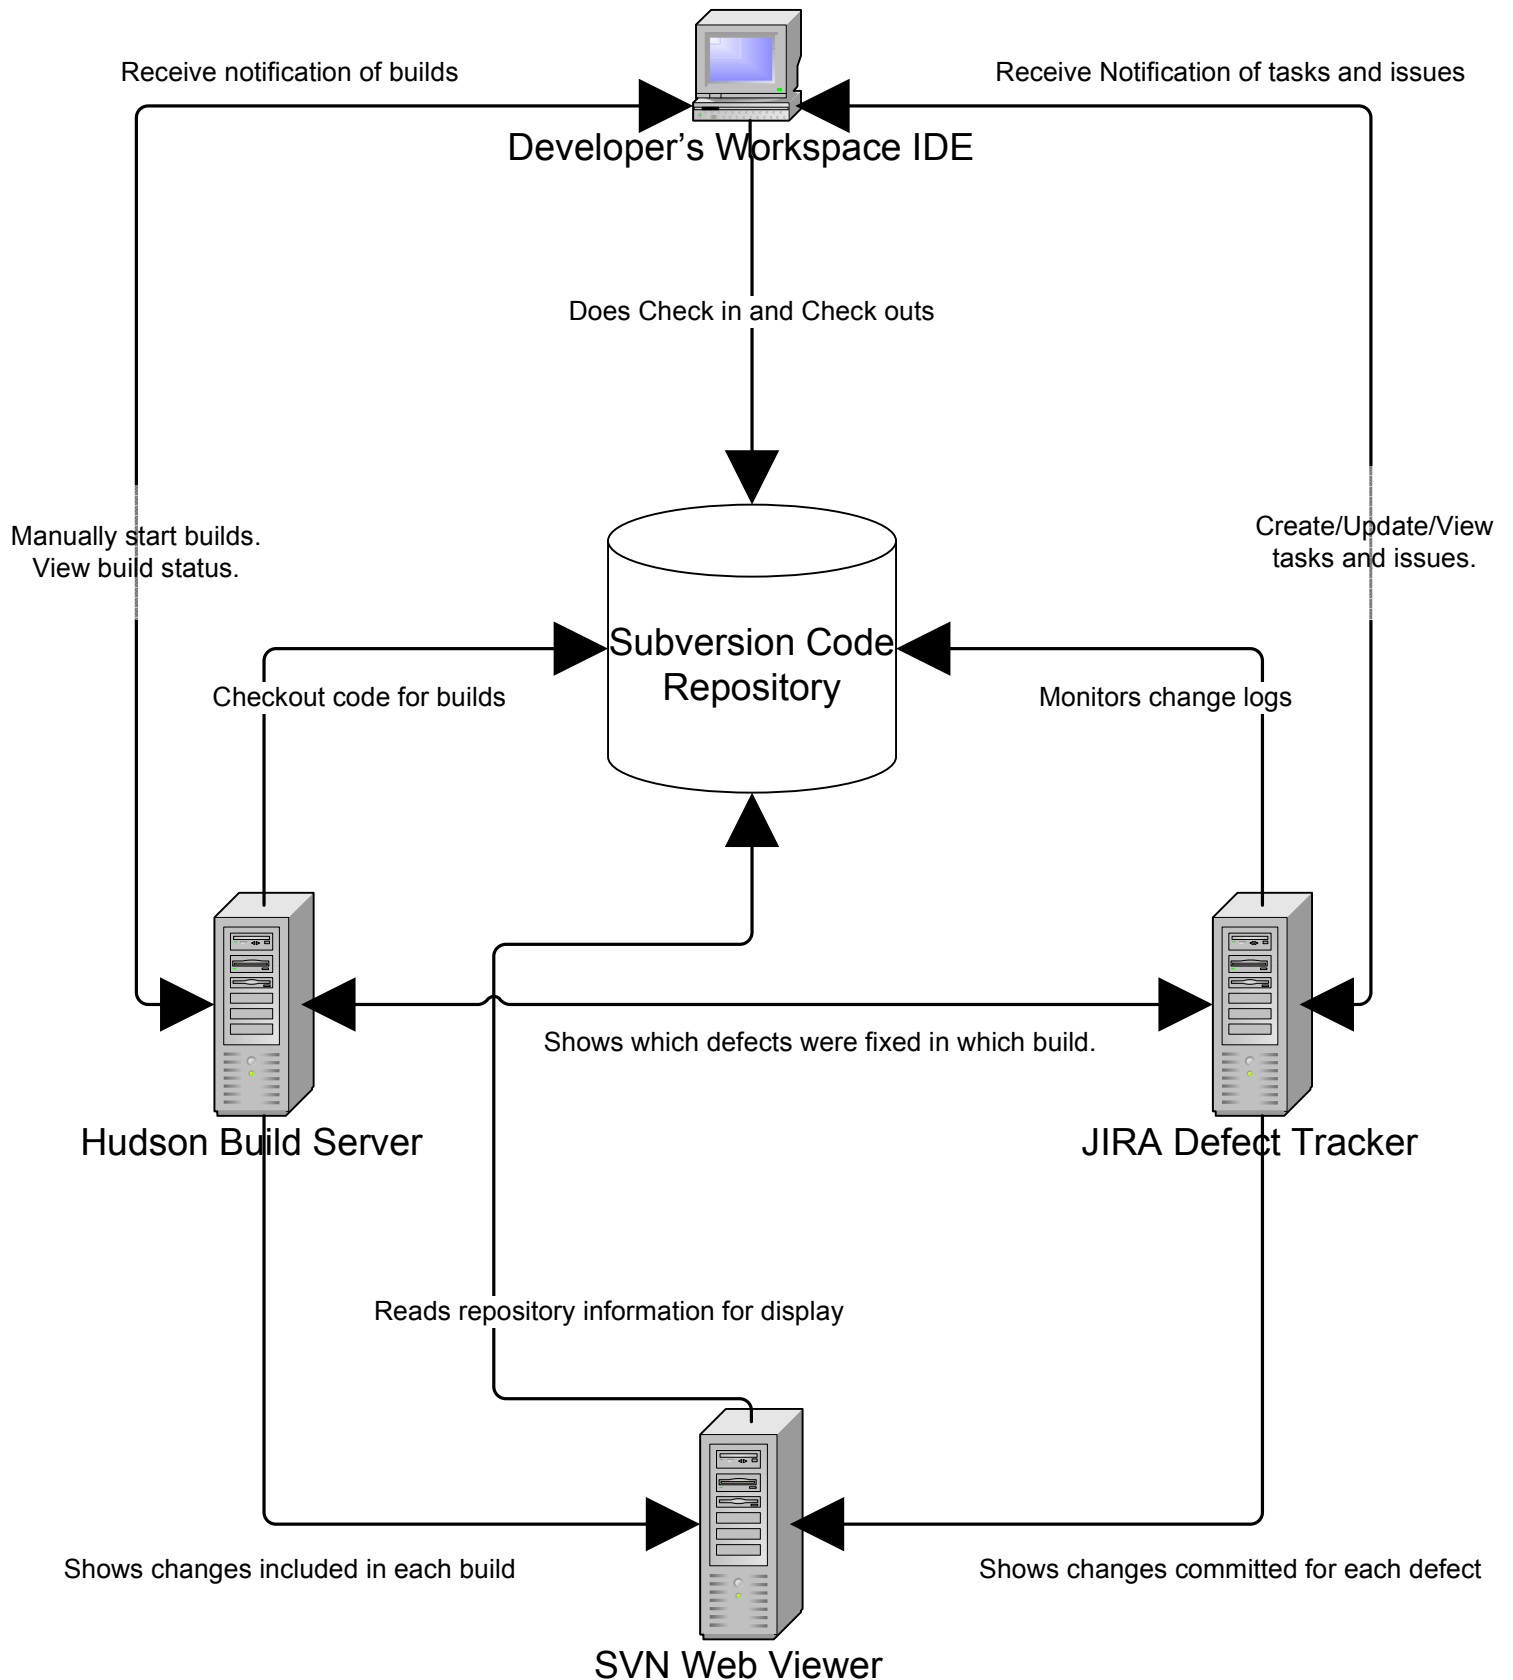 Receive notification of builds
Receive Notification of tasks and issues
Developer's Workspace IDE
Does Check in and Check outs
Manually start builds.
View build status.
Create/Update/View
tasks and issues.
Subversion Code
Repository
Checkout code for builds
Monitors change logs
Shows which defects were fixed in which build.
Hudson Build Server
JIRA Defect Tracker
Reads repository information for display
Shows changes included in each build
Shows changes committed for each defect
SVN Web Viewer